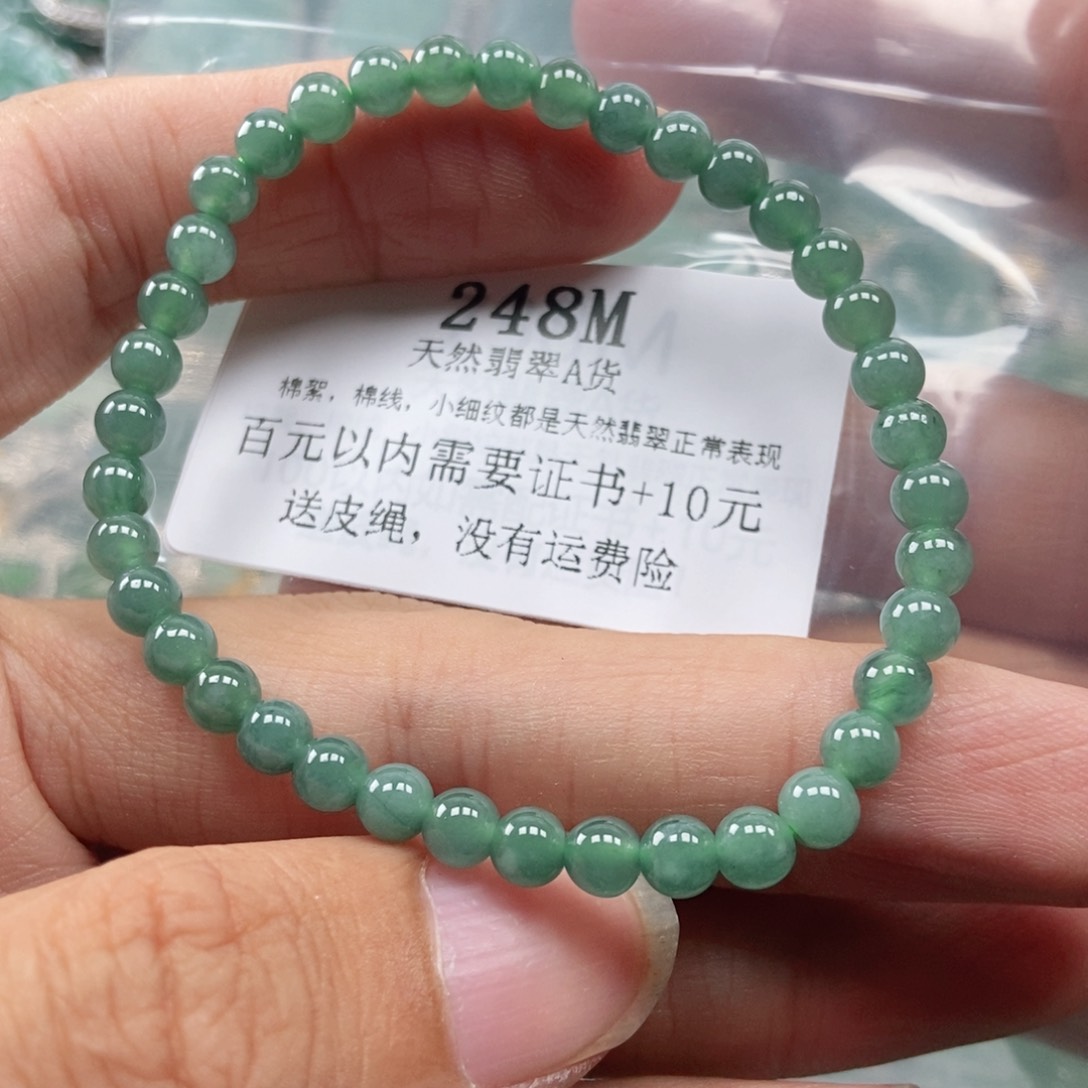 248M
天然翡翠A货
棉絮，棉线，小细纹都是天然翡翠正常表现
百元以内需要证书+10元
送皮绳，没有运费险